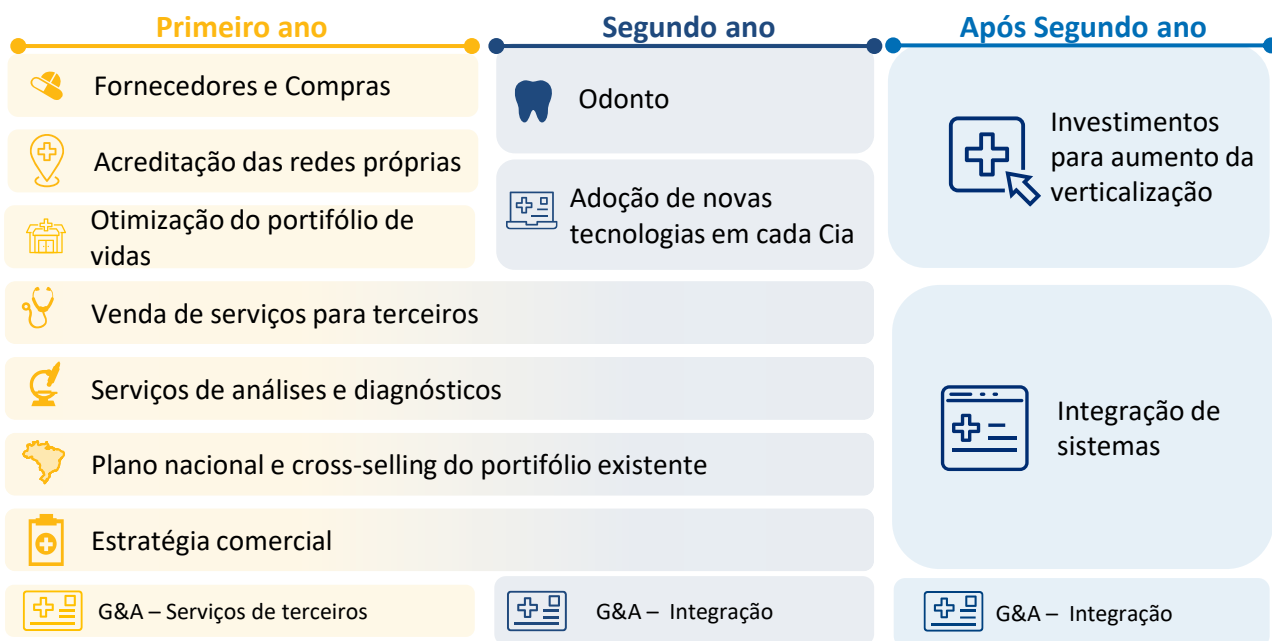 Primeiro ano
Segundo ano
Após Segundo ano
Fornecedores e Compras
Acreditação das redes próprias
Otimização do portifólio de
vidas
Odonto
Adoção de novas
tecnologias em cada Cia
Investimentos
para aumento da
verticalização
Venda de serviços para terceiros
Serviços de análises e diagnósticos
Plano nacional e cross-selling do portifólio existente
Estratégia comercial
Integração de
sistemas
G&A – Serviços de terceiros
G&A – Integração
G&A – Integração